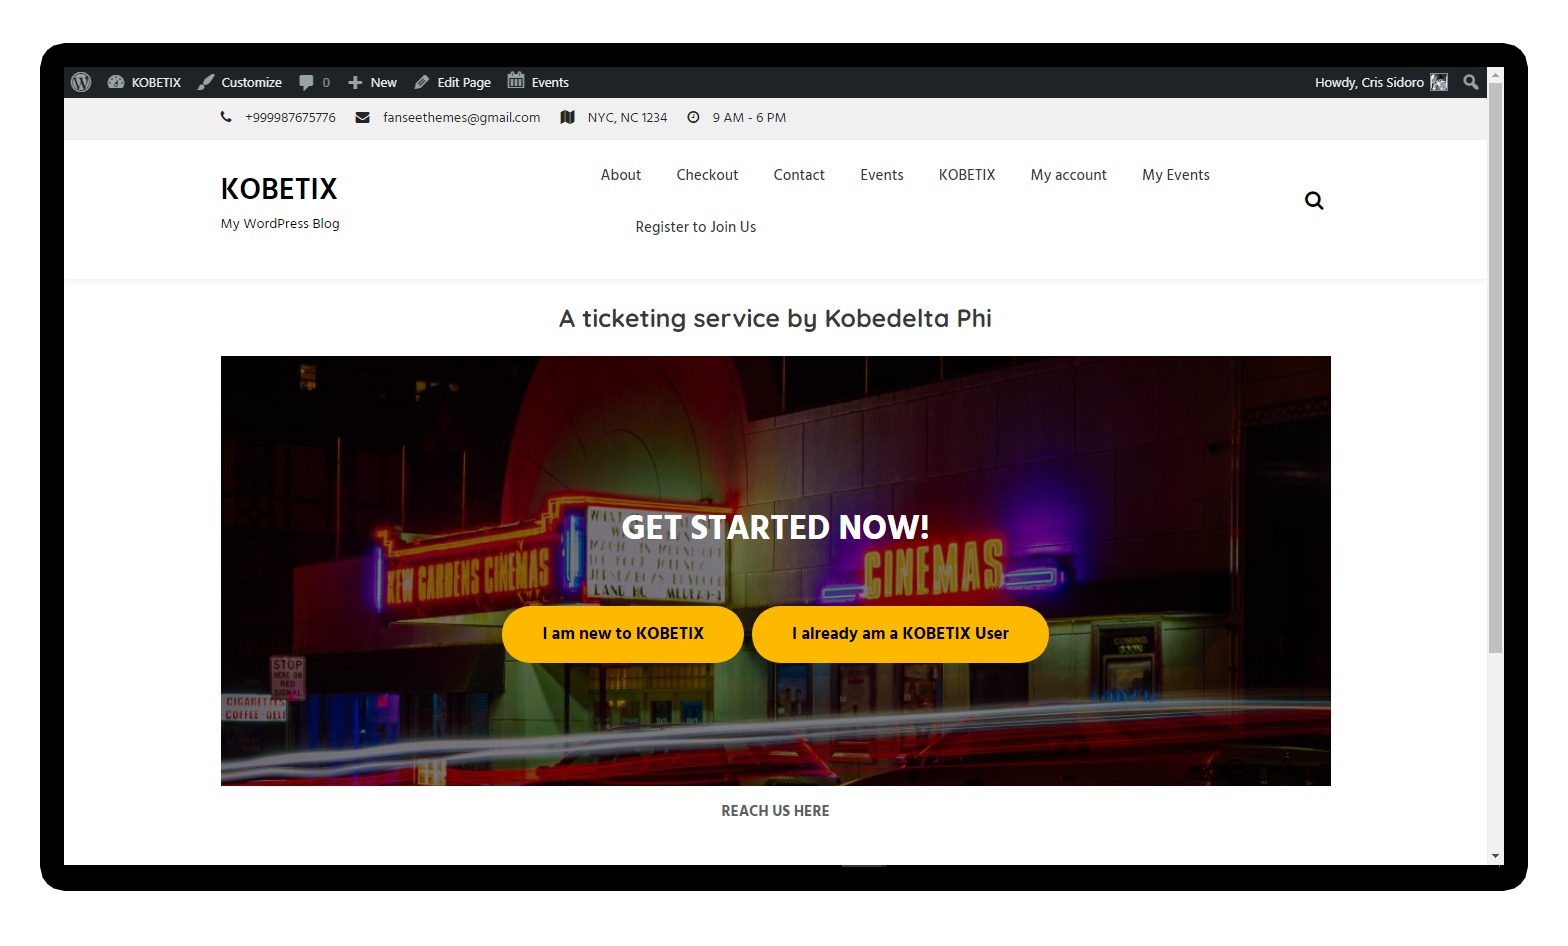 KOBETIX Customize 0 New Edit Page Events Howdy, Cris Sidoro
+999987675776 fanseethemes@gmail.com NYC, NC 1234 9 AM - 6 PM
About Checkout Contact Events KOBETIX My account My Events
KOBETIX
My WordPress Blog
Register to Join Us
A ticketing service by Kobedelta Phi
GET STARTED NOW!
KEW GARDENS CINEMAS
CINEMAS
I am new to KOBETIX I already am a KOBETIX User
COMING
SOON
STOP
HERE ON
RED
SIGNAL
CIGARETTES
COFFEE DELI
REACH US HERE